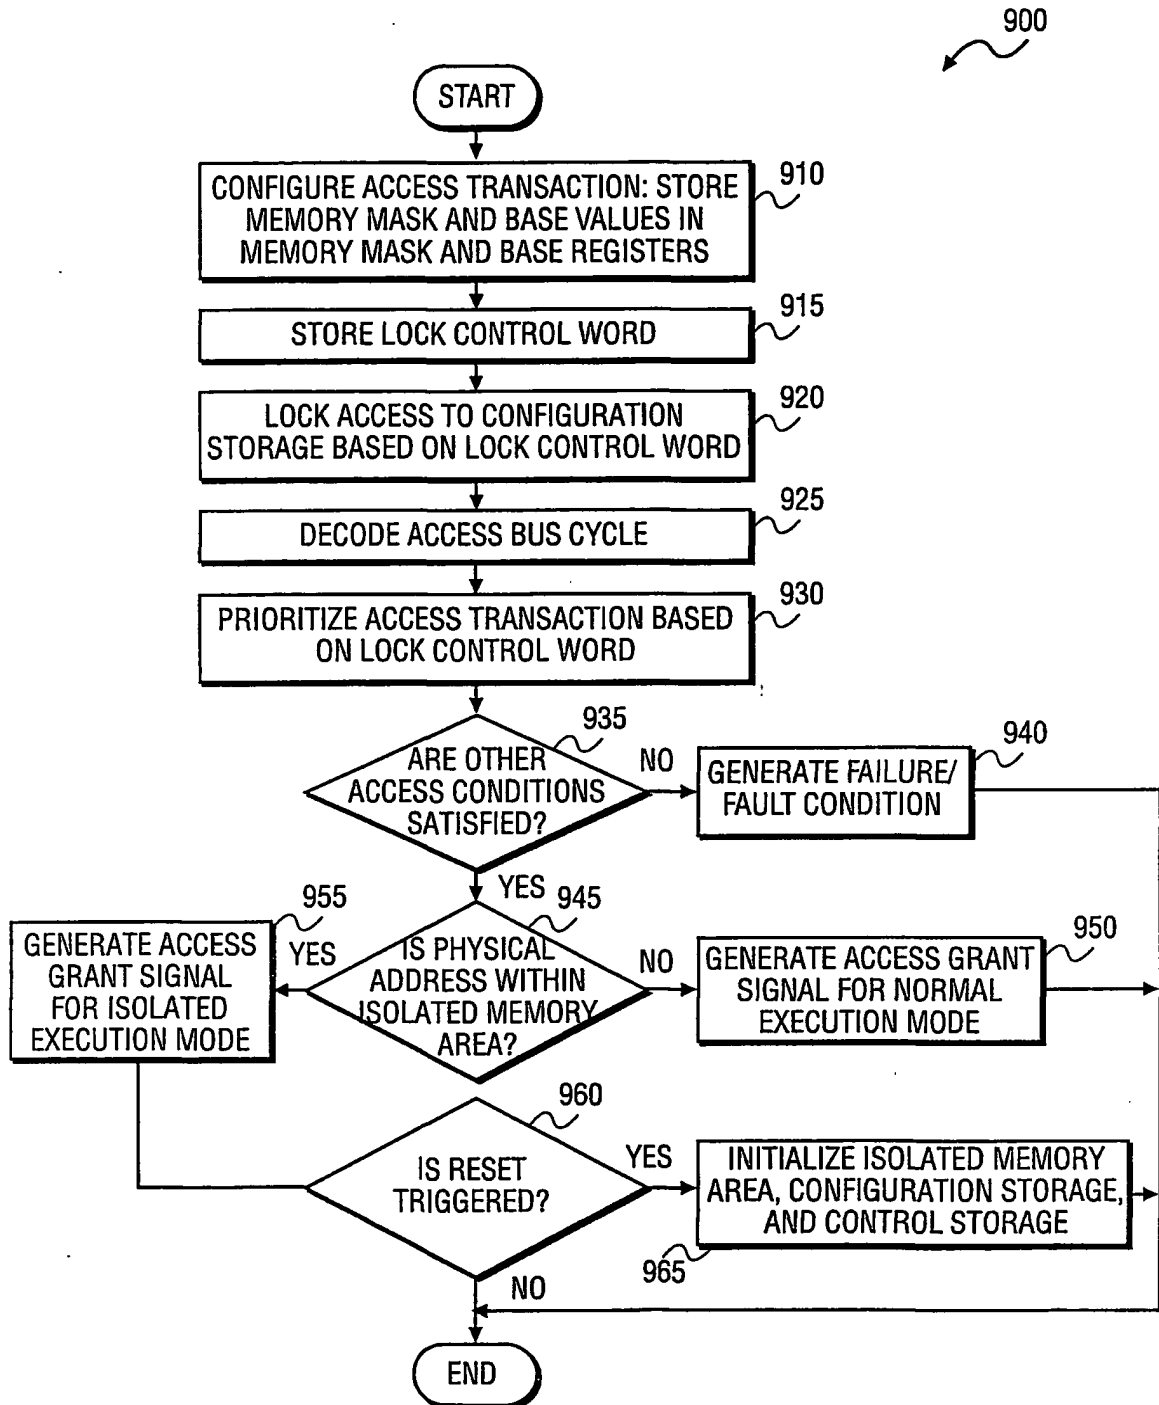 900
START
CONFIGURE ACCESS TRANSACTION: STORE
MEMORY MASK AND BASE VALUES IN
MEMORY MASK AND BASE REGISTERS
910
STORE LOCK CONTROL WORD
915
LOCK ACCESS TO CONFIGURATION
STORAGE BASED ON LOCK CONTROL WORD
920
DECODE ACCESS BUS CYCLE
925
PRIORITIZE ACCESS TRANSACTION BASED
ON LOCK CONTROL WORD
930
ARE OTHER
ACCESS CONDITIONS
SATISFIED?
935
NO
GENERATE FAILURE/
FAULT CONDITION
940
YES
IS PHYSICAL
ADDRESS WITHIN
ISOLATED MEMORY
AREA?
945
NO
GENERATE ACCESS GRANT
SIGNAL FOR NORMAL
EXECUTION MODE
950
YES
GENERATE ACCESS
GRANT SIGNAL
FOR ISOLATED
EXECUTION MODE
955
IS RESET
TRIGGERED?
960
YES
INITIALIZE ISOLATED MEMORY
AREA, CONFIGURATION STORAGE,
AND CONTROL STORAGE
965
NO
END